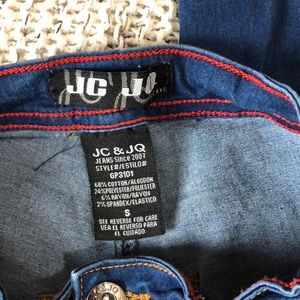 JC JQ
JC & JQ
JEANS Since 2007
STYLE#/ESTILO#
GP3101
68% COTTON/ALGODON
24% POLYESTER/POLYESTER
6% RAYON/RAYON
2% SPANDEX/ELASTICO
S
SEE REVERSE FOR CARE
VEA EL REVERSO PARA
EL CUIDADO